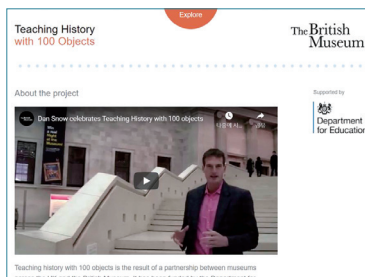 Explore
Teaching History
with 100 Objects
The British
Museum
About the project
Supported by
Dan Snow celebrates Teaching History with 100 objects
Department
for Education
Teaching history with 100 objects is the result of a partnership between museums